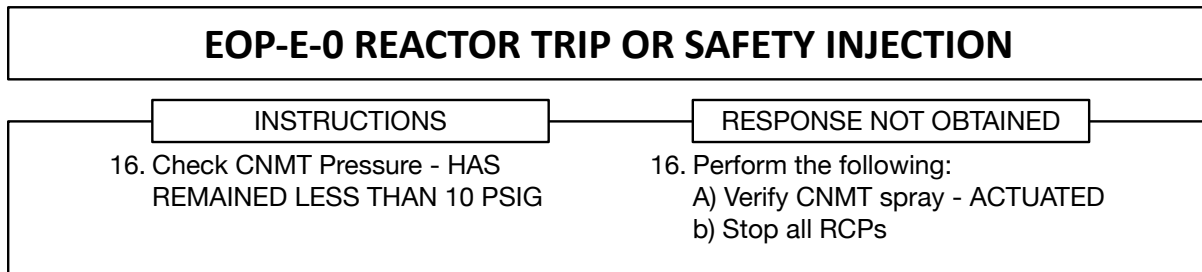 EOP-E-0 REACTOR TRIP OR SAFETY INJECTION
INSTRUCTIONS
16. Check CNMT Pressure - HAS
REMAINED LESS THAN 10 PSIG
RESPONSE NOT OBTAINED
16. Perform the following:
A) Verify CNMT spray - ACTUATED
b) Stop all RCPs